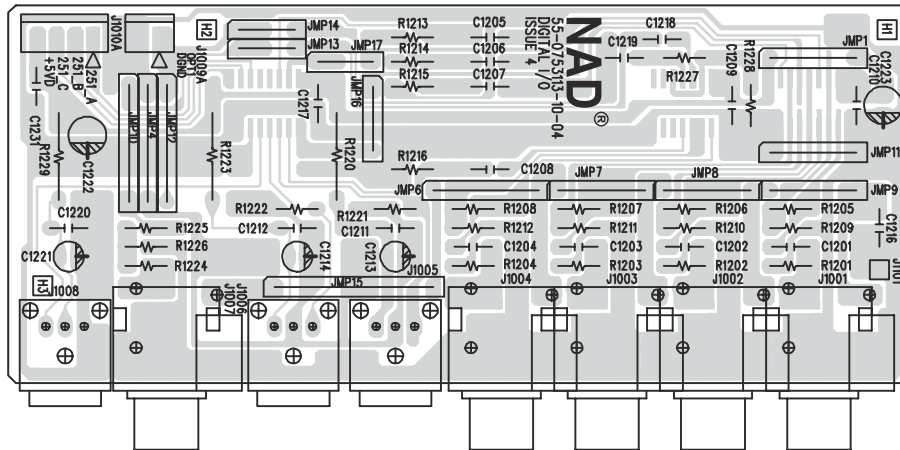 J1010A
+5VD
251_C
251_B
251_A
H2
J1009A
OPT1
DGND
JMP14
JMP13
JMP17
R1213
R1214
R1215
C1205
C1206
C1207
NAD
®
55-0753113-10-04
DIGITAL I/O
ISSUE 4
C1218
C1219
R1227
C1209
R1228
JMP1
H1
C1223
C1210
JMP11
C1231
R1229
C1222
JMP10
JMP4
JMP12
R1223
C1217
R1220
JMP16
R1216
C1208
JMP6
JMP7
JMP8
JMP9
C1220
C1221
R1225
R1226
R1224
R1222
C1212
C1214
R1221
C1211
C1213
R1208
R1212
C1204
R1204
R1207
R1211
C1203
R1203
R1206
R1210
C1202
R1202
R1205
R1209
C1201
R1201
C1216
J1101
H3
J1008
J1006
J1007
JMP15
J1005
J1004
J1003
J1002
J1001